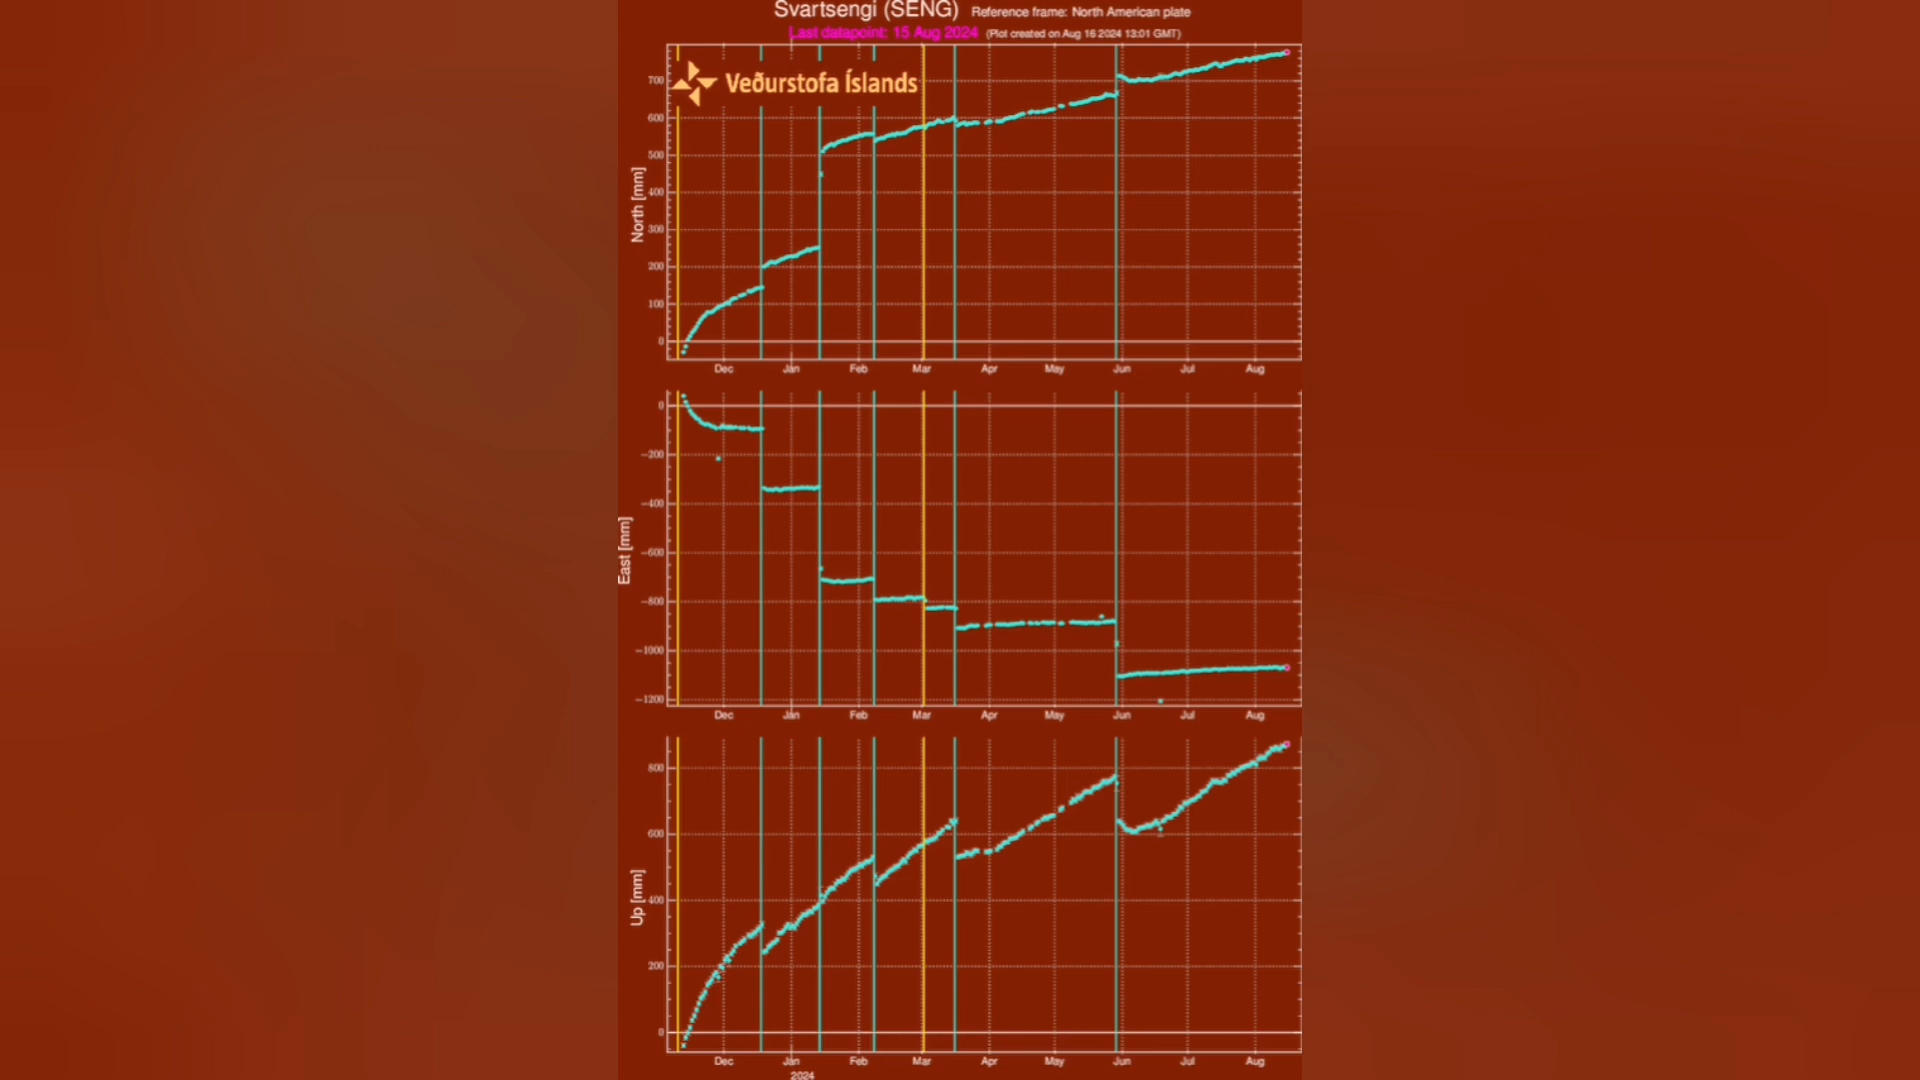 Svartsengi (SENG) Reference frame: North American plate
Last datapoint: 15 Aug 2024 (Plot created on Aug 16 2024 13:01 GMT)
Veðurstofa Íslands
North [mm]
700
600
500
400
300
200
100
0
Dec Jan Feb Mar Apr May Jun Jul Aug
East [mm]
0
−200
−400
−600
−800
−1000
−1200
Dec Jan Feb Mar Apr May Jun Jul Aug
Up [mm]
800
600
400
200
0
Dec Jan Feb Mar Apr May Jun Jul Aug
2024